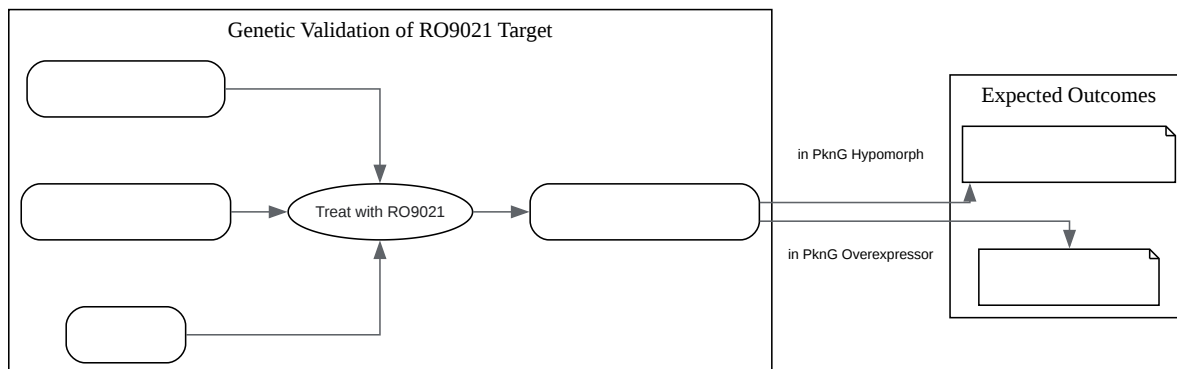 Genetic Validation of RO9021 Target
Treat with RO9021
in PknG Hypomorph
in PknG Overexpressor
Expected Outcomes